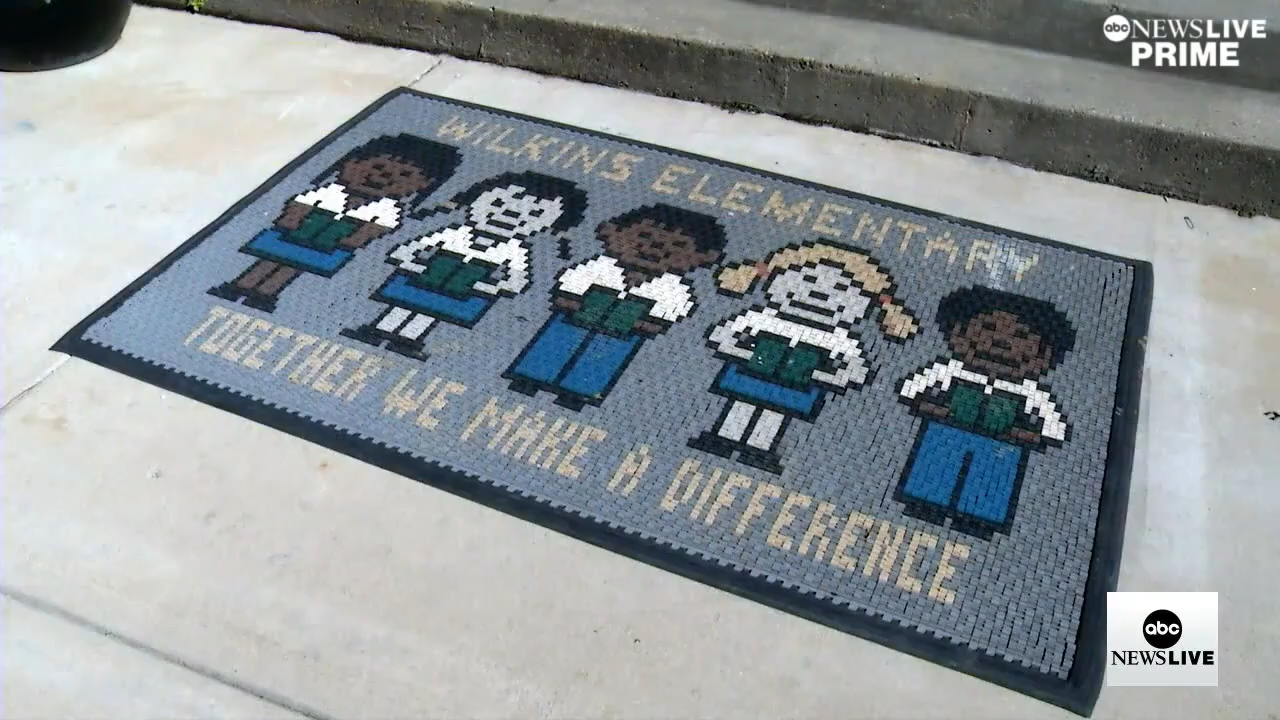 abc NEWS LIVE
PRIME
WILKINS ELEMENTARY
TOGETHER WE MAKE A DIFFERENCE
abc
NEWS LIVE